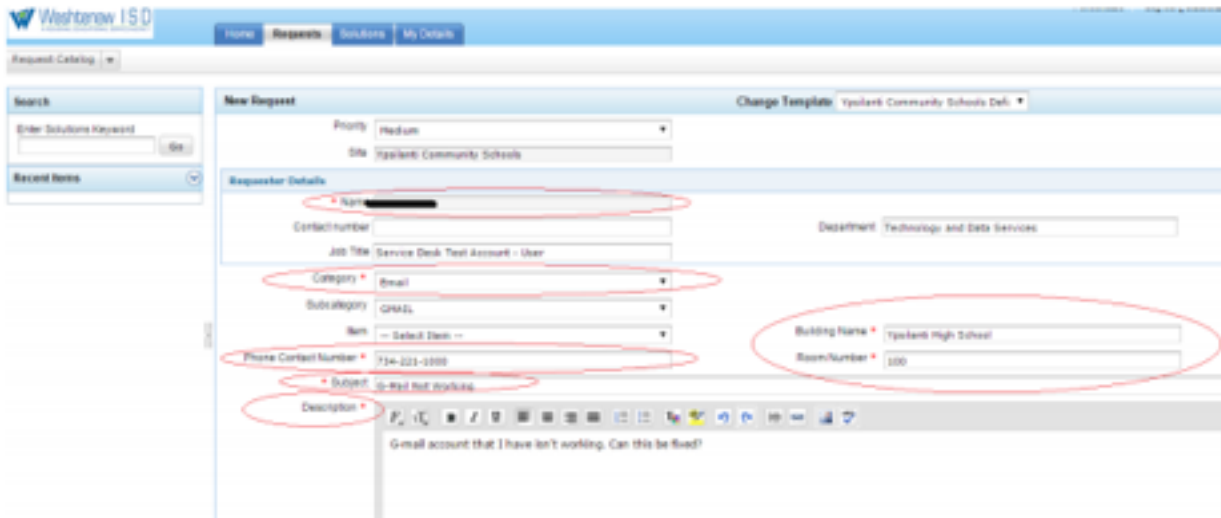 Washtenaw ISD
Home Requests Solutions My Details
Request Catalog
Search
Enter Solutions Keyword
Go
Recent Items
New Request
Change Template Ypsilanti Community Schools Defa
Priority Medium
Site Ypsilanti Community Schools
Requester Details
* Name
Contact number
Department Technology and Data Services
Job Title Service Desk Test Account - User
Category * Email
Subcategory GMAIL
Item -- Select Item --
Building Name * Ypsilanti High School
Phone Contact Number * 734-221-1000
Room Number * 100
* Subject G-Mail Not Working.
Description *
B I U
G-mail account that I have isn't working. Can this be fixed?